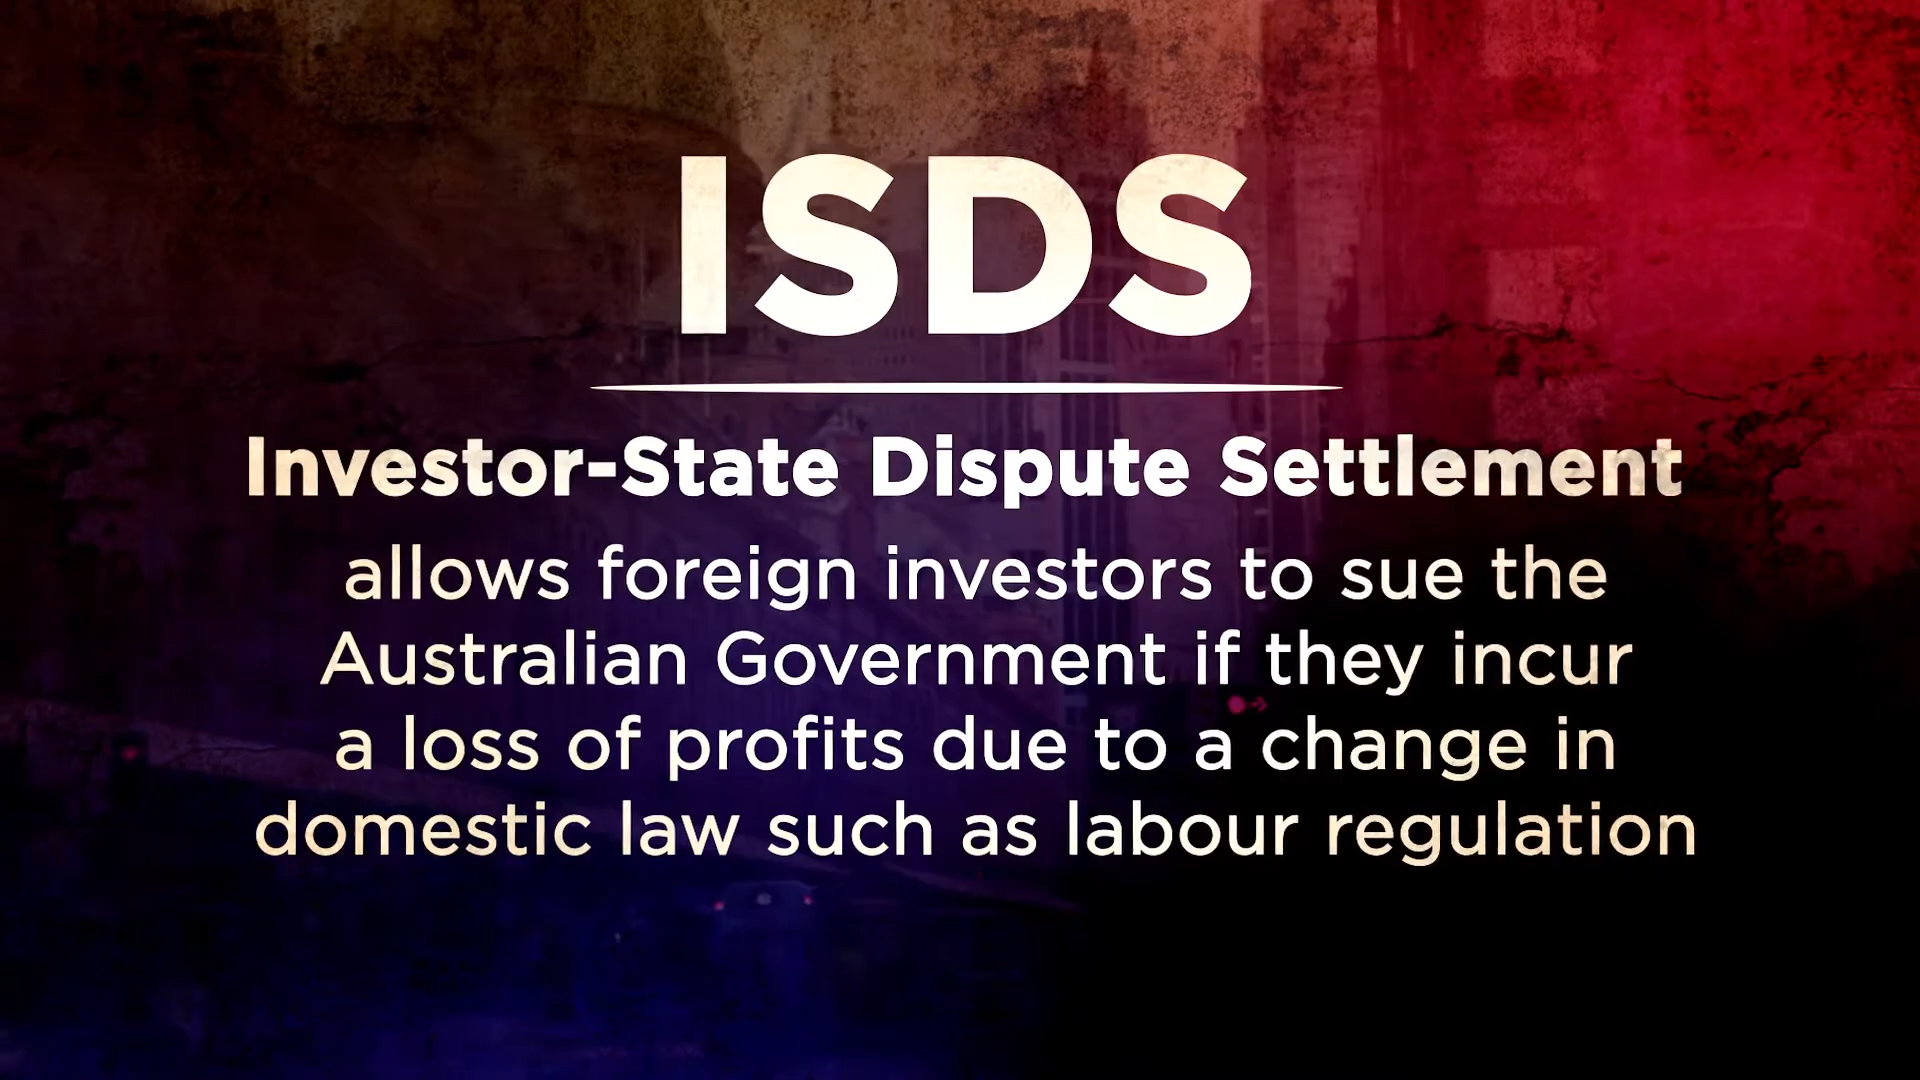 ISDS
Investor-State Dispute Settlement
allows foreign investors to sue the
Australian Government if they incur
a loss of profits due to a change in
domestic law such as labour regulation